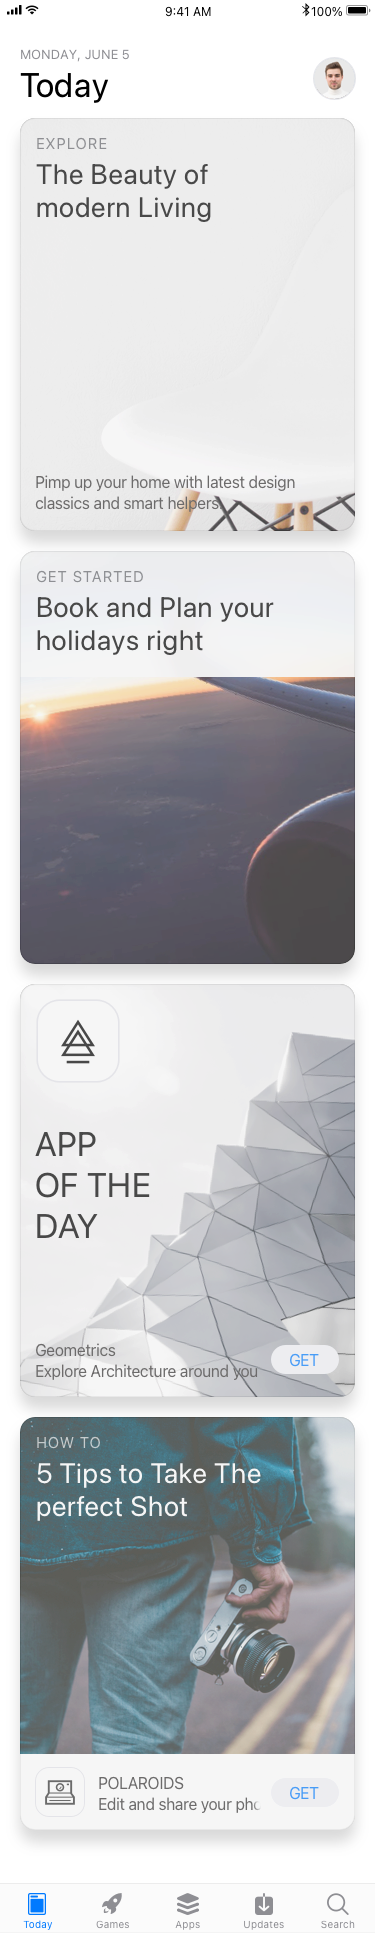 9:41 AM
100%
MONDAY, JUNE 5
Today
EXPLORE
The Beauty of
modern Living
Pimp up your home with latest design
classics and smart helpers.
GET STARTED
Book and Plan your
holidays right
APP
OF THE
DAY
Geometrics
Explore Architecture around you
GET
HOW TO
5 Tips to Take The
perfect Shot
POLAROIDS
Edit and share your pho
GET
Today
Games
Apps
Updates
Search